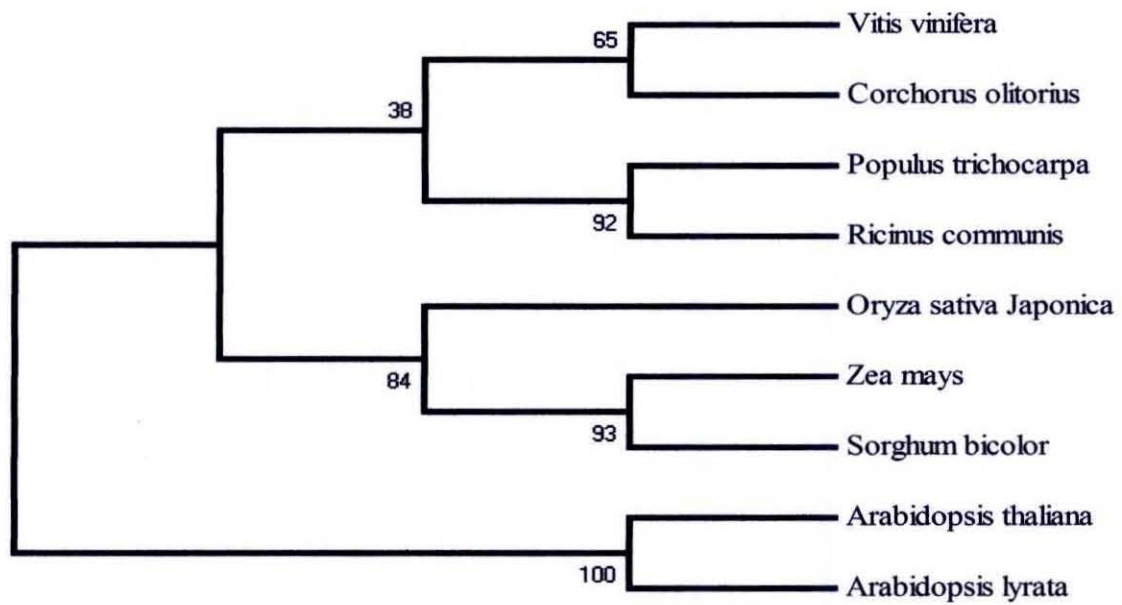 Vitis vinifera
65
Corchorus olitorius
38
Populus trichocarpa
92
Ricinus communis
Oryza sativa Japonica
84
Zea mays
93
Sorghum bicolor
Arabidopsis thaliana
100
Arabidopsis lyrata